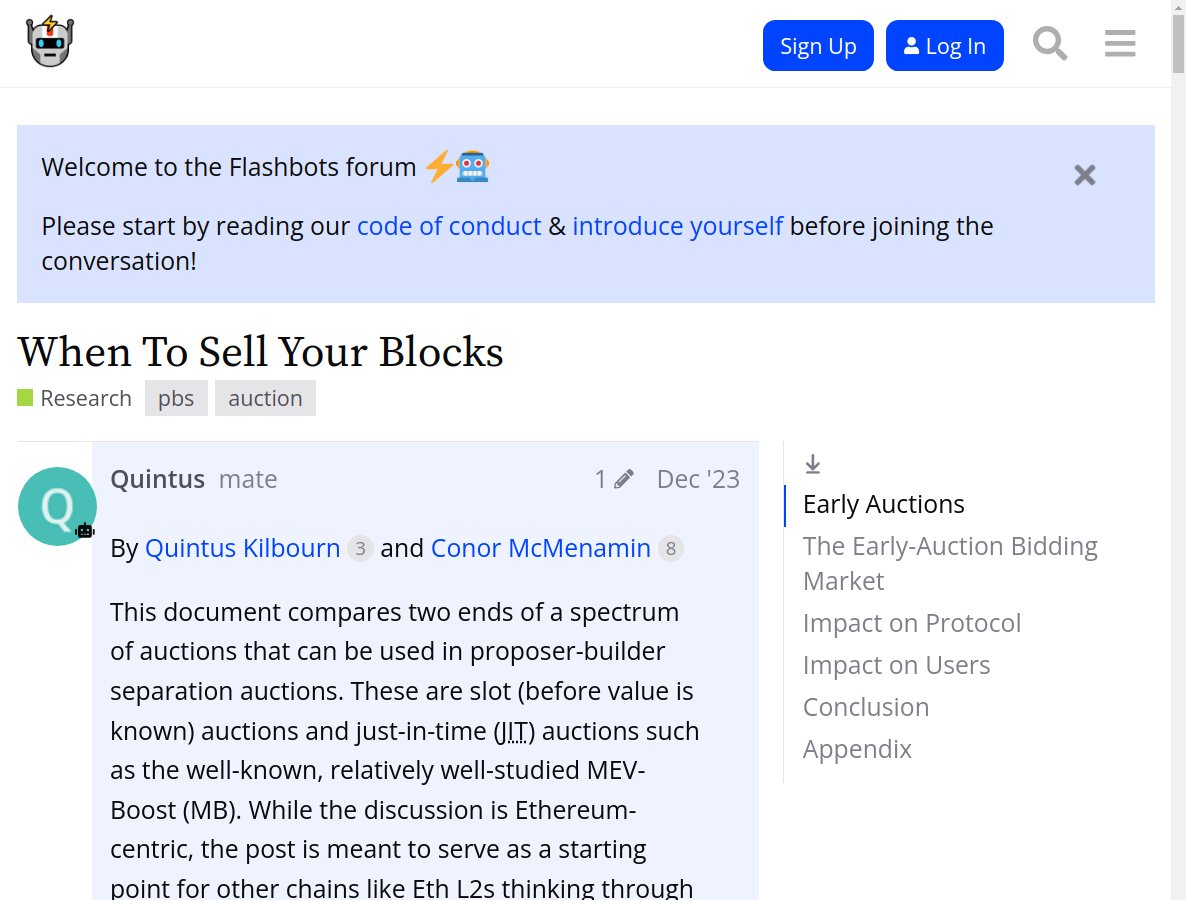 Sign Up
Log In
Welcome to the Flashbots forum
Please start by reading our code of conduct & introduce yourself before joining the
conversation!
When To Sell Your Blocks
Research pbs auction
Q
Quintus mate 1 Dec '23
By Quintus Kilbourn 3 and Conor McMenamin 8
This document compares two ends of a spectrum
of auctions that can be used in proposer-builder
separation auctions. These are slot (before value is
known) auctions and just-in-time (JIT) auctions such
as the well-known, relatively well-studied MEV-
Boost (MB). While the discussion is Ethereum-
centric, the post is meant to serve as a starting
point for other chains like Eth L2s thinking through
Early Auctions
The Early-Auction Bidding
Market
Impact on Protocol
Impact on Users
Conclusion
Appendix